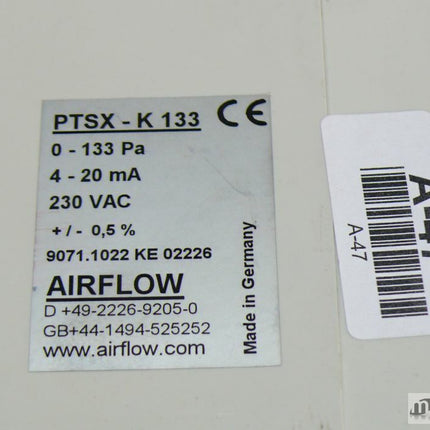 PTSX - K 133 CE
0 - 133 Pa
4 - 20 mA
230 VAC
+ / - 0,5 %
9071.1022 KE 02226
AIRFLOW
D +49-2226-9205-0
GB+44-1494-525252
www.airflow.com
Made in Germany
A-47
A-47